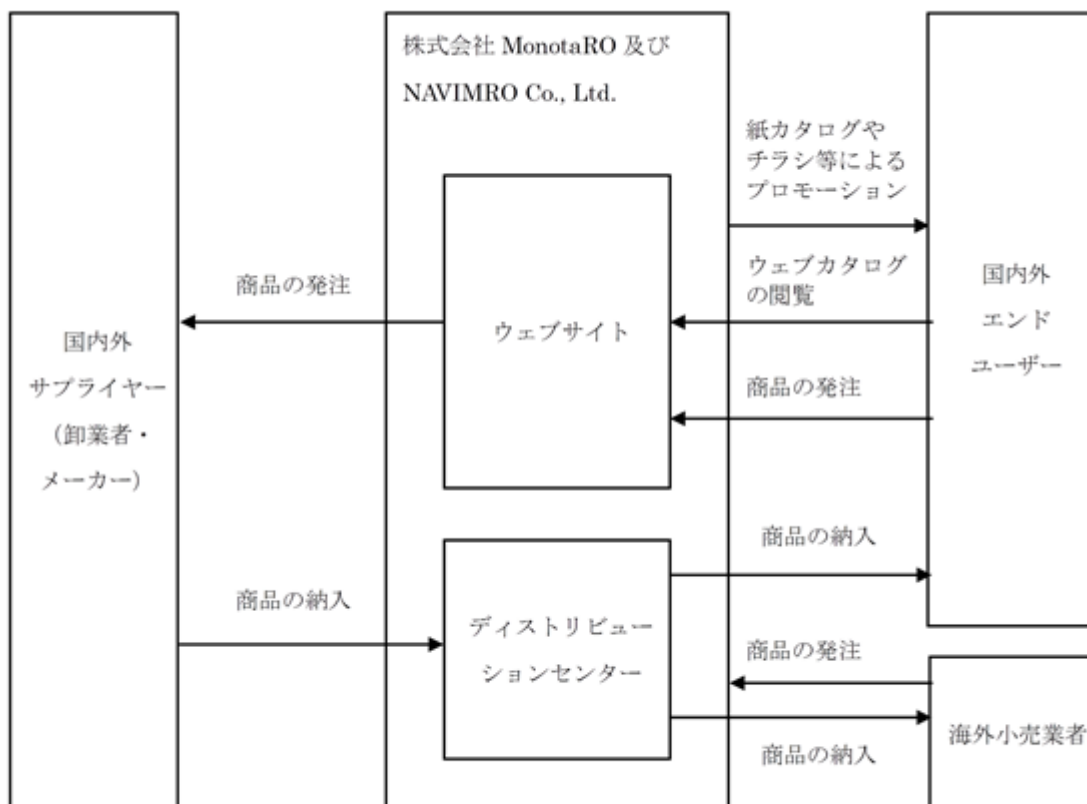 株式会社 MonotaRO 及び
NAVIMRO Co., Ltd.
紙カタログや
チラシ等による
プロモーション
ウェブカタログ
の閲覧
商品の発注
商品の発注
ウェブサイト
国内外
エンド
ユーザー
国内外
サプライヤー
(卸業者・
メーカー)
商品の納入
商品の納入
ディストリビュー
ションセンター
商品の発注
商品の納入
海外小売業者